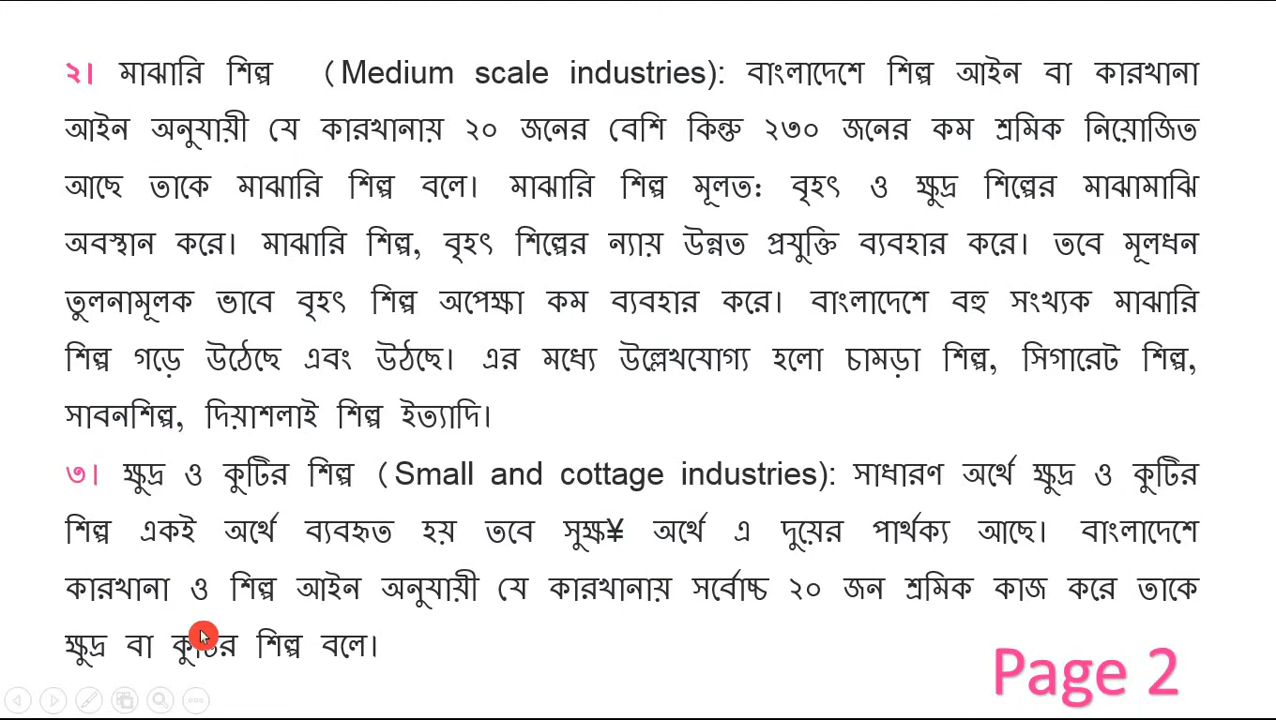 ২। মাঝারি শিল্প (Medium scale industries): বাংলাদেশে শিল্প আইন বা কারখানা
আইন অনুযায়ী যে কারখানায় ২০ জনের বেশি কিন্তু ২৩০ জনের কম শ্রমিক নিয়োজিত
আছে তাকে মাঝারি শিল্প বলে। মাঝারি শিল্প মূলত: বৃহৎ ও ক্ষুদ্র শিল্পের মাঝামাঝি
অবস্থান করে। মাঝারি শিল্প, বৃহৎ শিল্পের ন্যায় উন্নত প্রযুক্তি ব্যবহার করে। তবে মূলধন
তুলনামূলক ভাবে বৃহৎ শিল্প অপেক্ষা কম ব্যবহার করে। বাংলাদেশে বহু সংখ্যক মাঝারি
শিল্প গড়ে উঠেছে এবং উঠছে। এর মধ্যে উল্লেখযোগ্য হলো চামড়া শিল্প, সিগারেট শিল্প,
সাবনশিল্প, দিয়াশলাই শিল্প ইত্যাদি।
৩। ক্ষুদ্র ও কুটির শিল্প (Small and cottage industries): সাধারণ অর্থে ক্ষুদ্র ও কুটির
শিল্প একই অর্থে ব্যবহৃত হয় তবে সুক্ষ¥ অর্থে এ দুয়ের পার্থক্য আছে। বাংলাদেশে
কারখানা ও শিল্প আইন অনুযায়ী যে কারখানায় সর্বোচ্চ ২০ জন শ্রমিক কাজ করে তাকে
ক্ষুদ্র বা কুটির শিল্প বলে।
Page 2